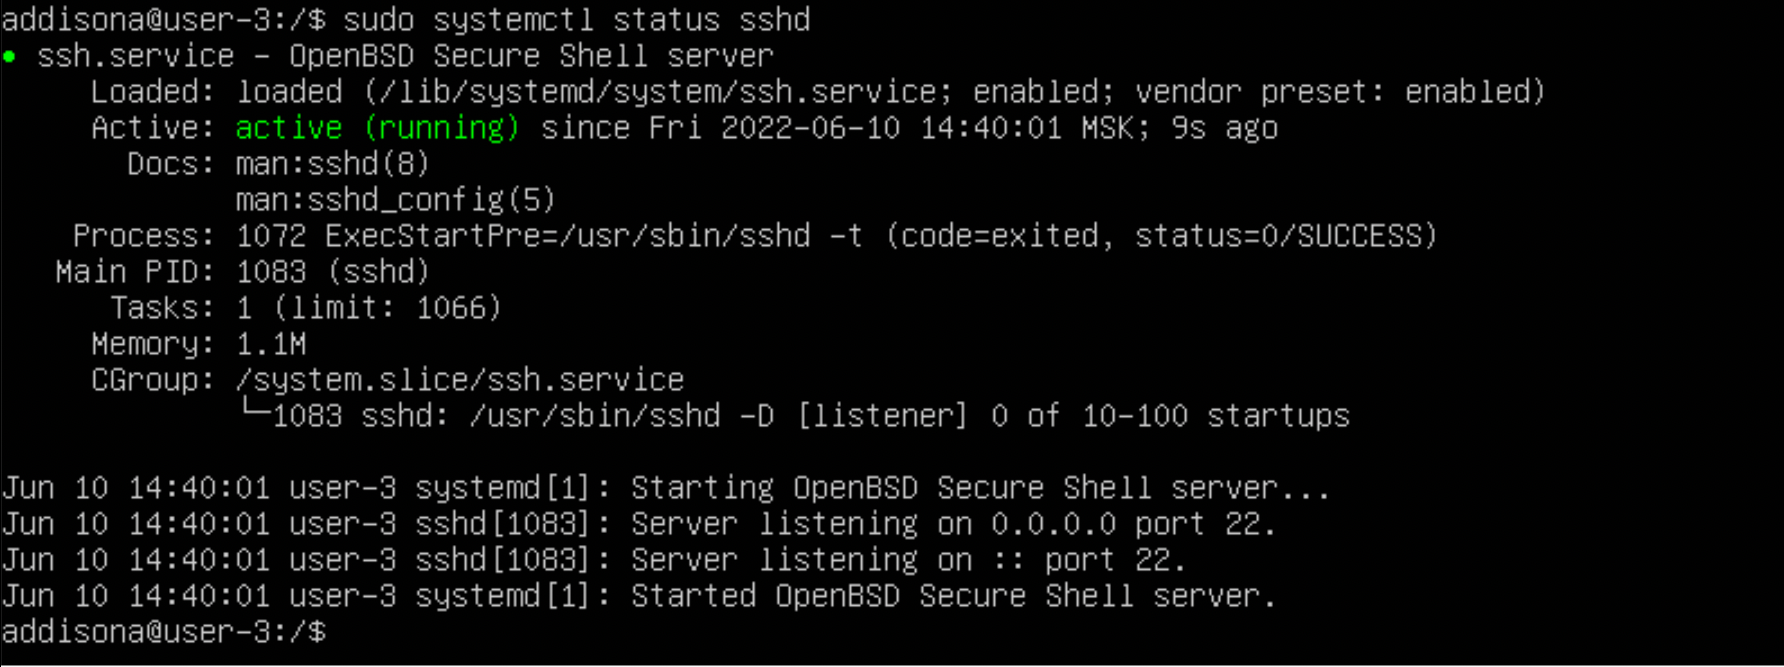 addisona@user-3:/$ sudo systemctl status sshd
● ssh.service - OpenBSD Secure Shell server
     Loaded: loaded (/lib/systemd/system/ssh.service; enabled; vendor preset: enabled)
     Active: active (running) since Fri 2022-06-10 14:40:01 MSK; 9s ago
       Docs: man:sshd(8)
             man:sshd_config(5)
    Process: 1072 ExecStartPre=/usr/sbin/sshd -t (code=exited, status=0/SUCCESS)
   Main PID: 1083 (sshd)
      Tasks: 1 (limit: 1066)
     Memory: 1.1M
     CGroup: /system.slice/ssh.service
             └─1083 sshd: /usr/sbin/sshd -D [listener] 0 of 10-100 startups

Jun 10 14:40:01 user-3 systemd[1]: Starting OpenBSD Secure Shell server...
Jun 10 14:40:01 user-3 sshd[1083]: Server listening on 0.0.0.0 port 22.
Jun 10 14:40:01 user-3 sshd[1083]: Server listening on :: port 22.
Jun 10 14:40:01 user-3 systemd[1]: Started OpenBSD Secure Shell server.
addisona@user-3:/$